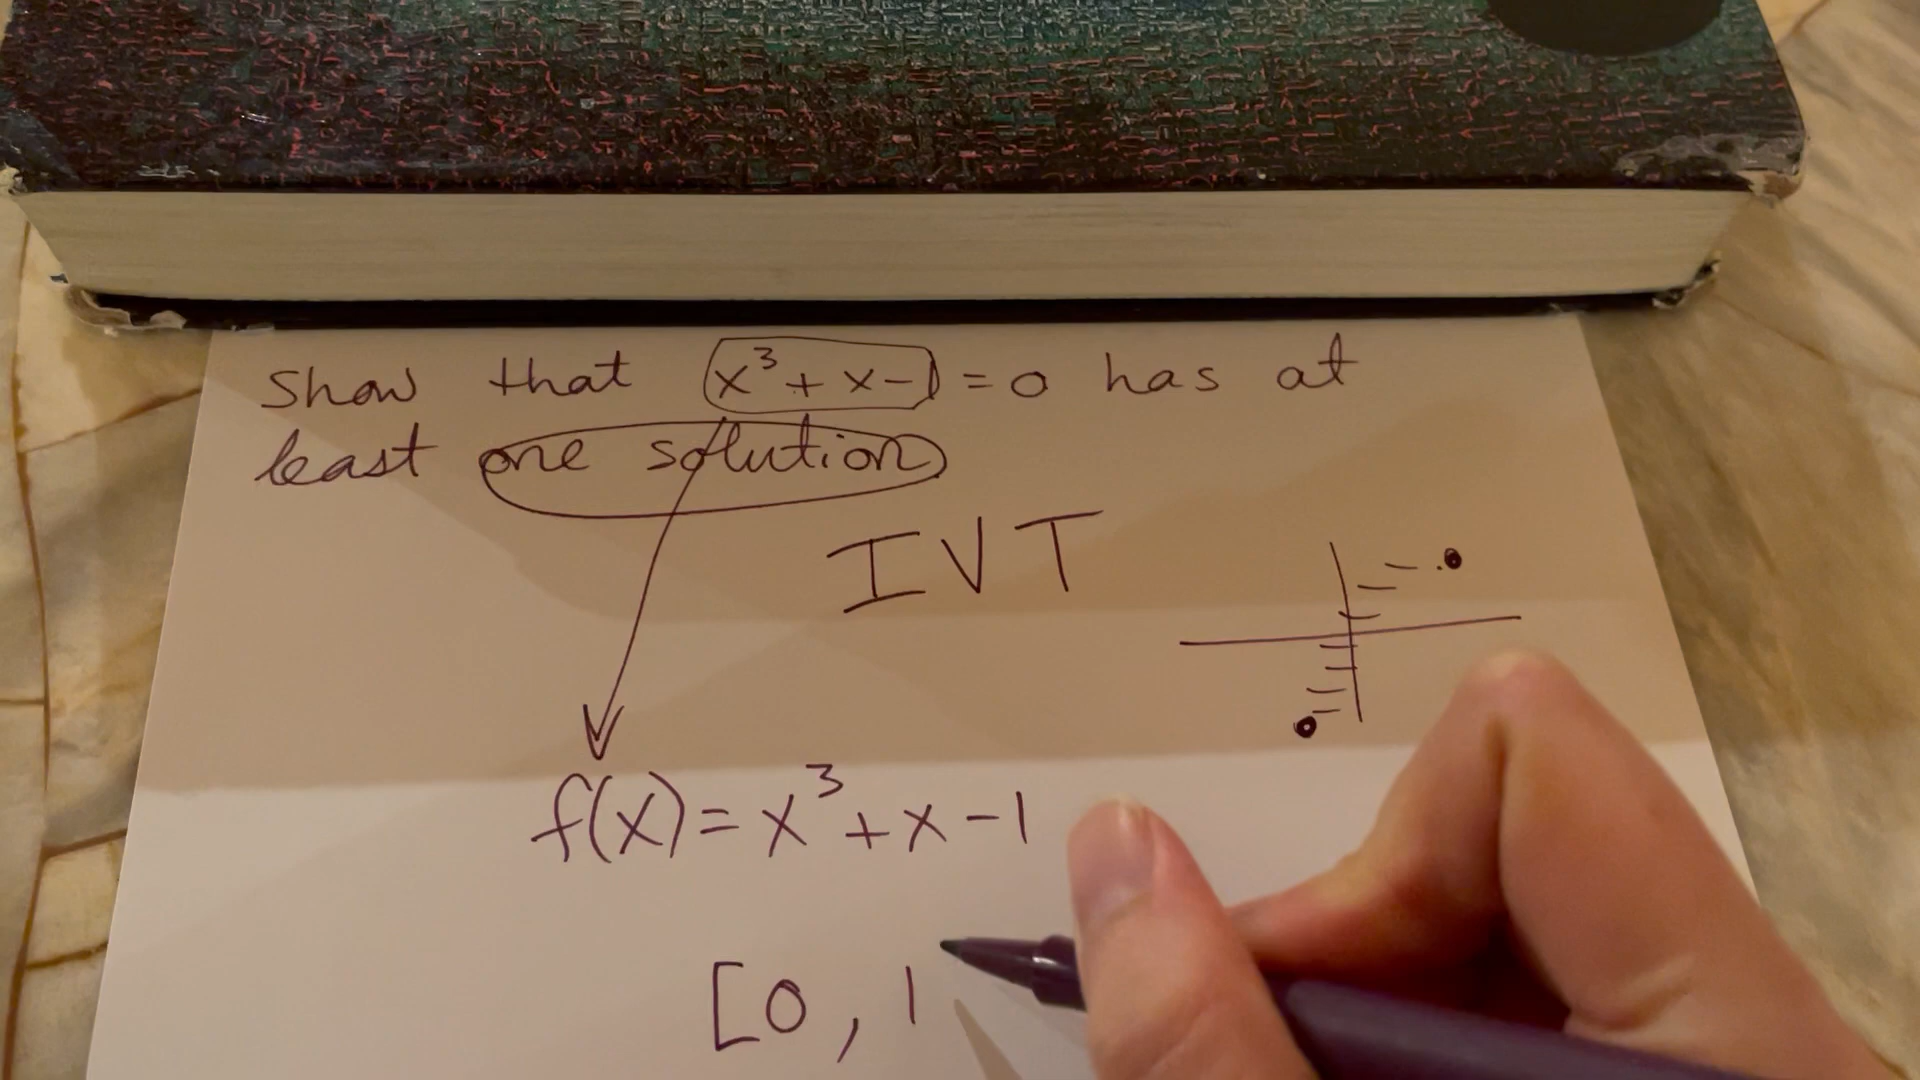 Show that x³ + x - 1 = 0 has at
least one solution
IVT
f(x) = x³ + x - 1
[0, 1